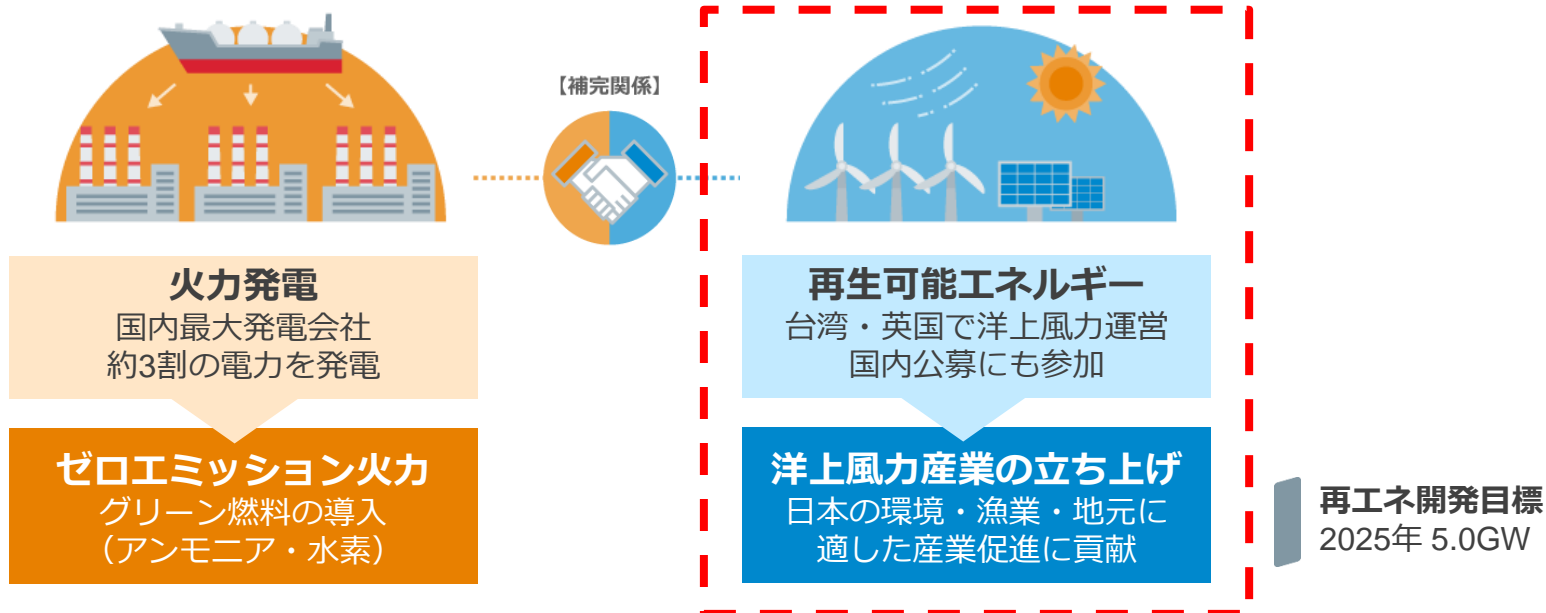 【補完関係】
火力発電
国内最大発電会社
約3割の電力を発電
ゼロエミッション火力
グリーン燃料の導入
（アンモニア・水素）
再生可能エネルギー
台湾・英国で洋上風力運営
国内公募にも参加
洋上風力産業の立ち上げ
日本の環境・漁業・地元に
適した産業促進に貢献
再エネ開発目標
2025年 5.0GW